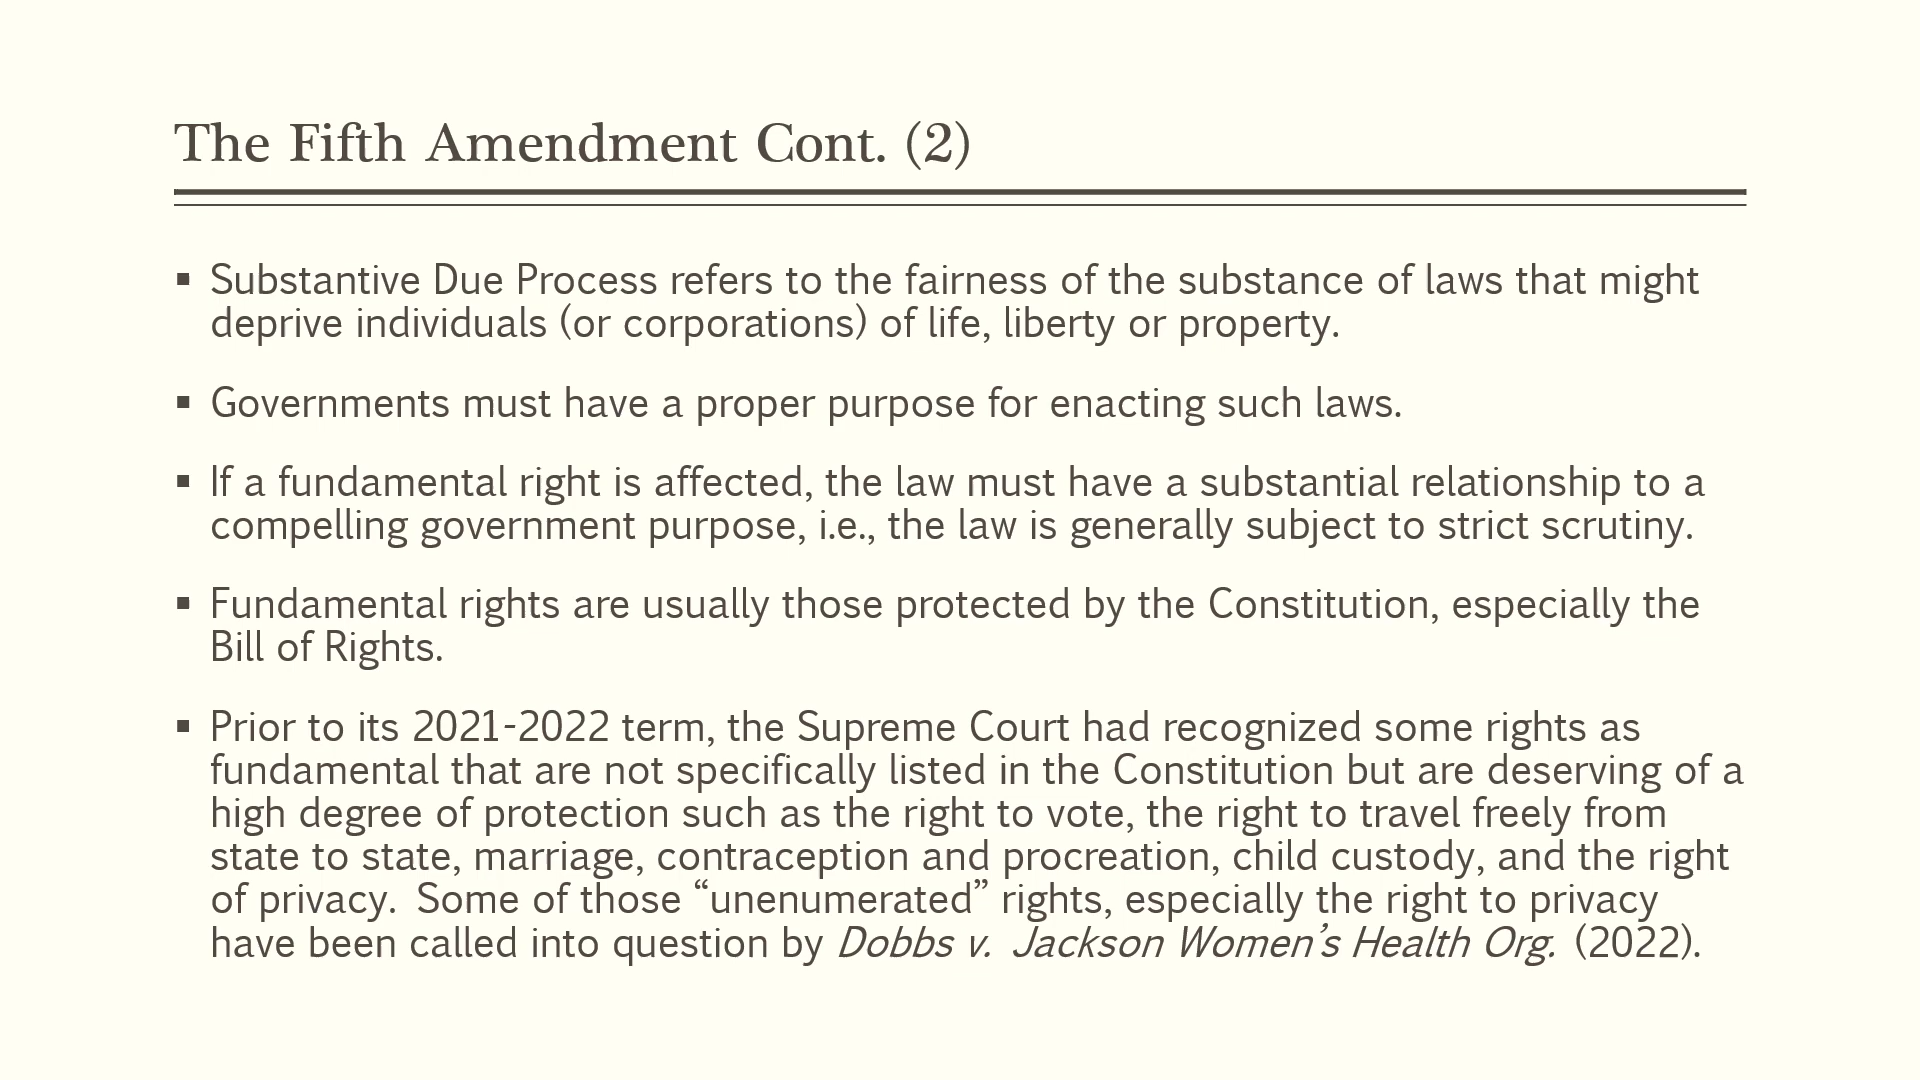 The Fifth Amendment Cont. (2)
▪ Substantive Due Process refers to the fairness of the substance of laws that might
deprive individuals (or corporations) of life, liberty or property.
▪ Governments must have a proper purpose for enacting such laws.
▪ If a fundamental right is affected, the law must have a substantial relationship to a
compelling government purpose, i.e., the law is generally subject to strict scrutiny.
▪ Fundamental rights are usually those protected by the Constitution, especially the
Bill of Rights.
▪ Prior to its 2021-2022 term, the Supreme Court had recognized some rights as
fundamental that are not specifically listed in the Constitution but are deserving of a
high degree of protection such as the right to vote, the right to travel freely from
state to state, marriage, contraception and procreation, child custody, and the right
of privacy.  Some of those “unenumerated” rights, especially the right to privacy
have been called into question by Dobbs v.  Jackson Women’s Health Org. (2022).